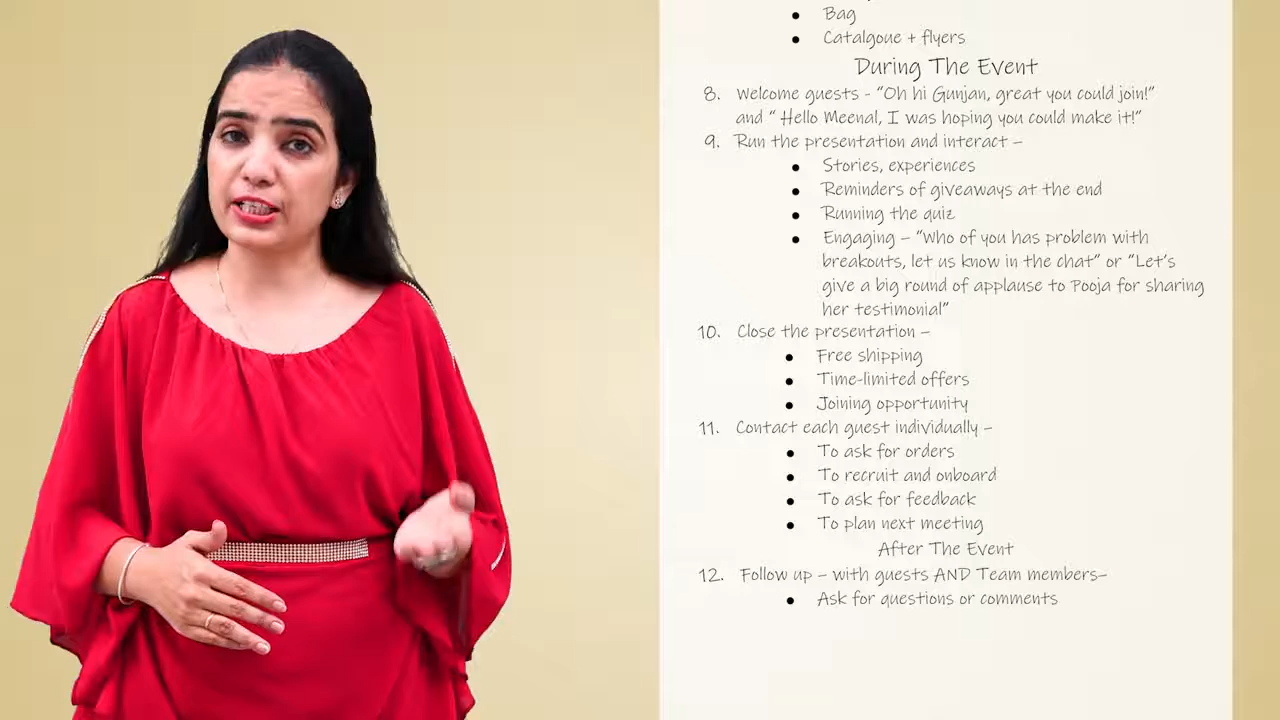 ● Bag
● Catalgoue + flyers
During The Event
8. Welcome guests - "Oh hi Gunjan, great you could join!"
and " Hello Meenal, I was hoping you could make it!"
9. Run the presentation and interact –
● Stories, experiences
● Reminders of giveaways at the end
● Running the quiz
● Engaging – "Who of you has problem with
breakouts, let us know in the chat" or "Let's
give a big round of applause to Pooja for sharing
her testimonial"
10. Close the presentation –
● Free shipping
● Time-limited offers
● Joining opportunity
11. Contact each guest individually –
● To ask for orders
● To recruit and onboard
● To ask for feedback
● To plan next meeting
After The Event
12. Follow up – with guests AND Team members–
● Ask for questions or comments